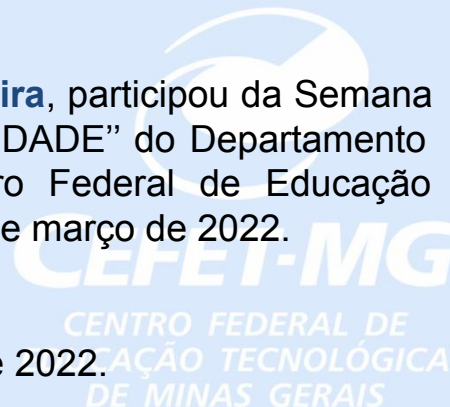 ira, participou da Semana
DADE’’ do Departamento
ro Federal de Educação
e março de 2022.
CEFET-MG
CENTRO FEDERAL DE
e 2022.
EDUCAÇÃO TECNOLÓGICA
DE MINAS GERAIS